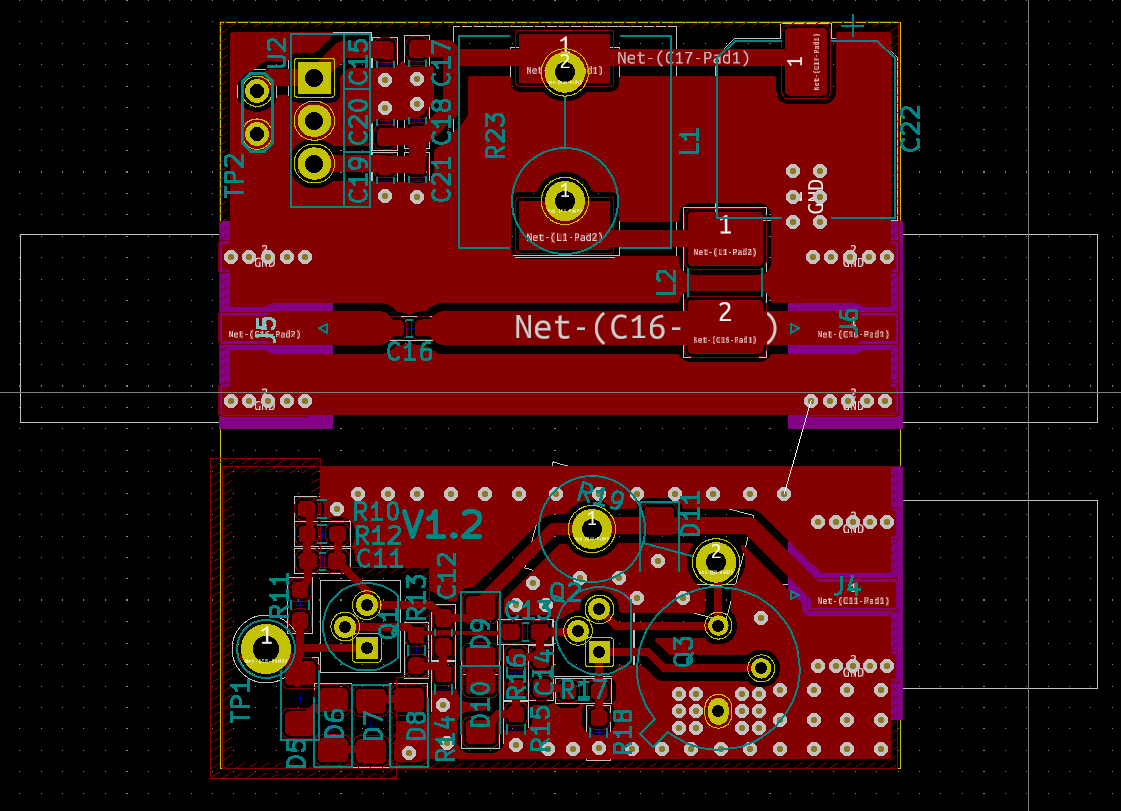 U2
C15
C17
1
2
Net-(C17-Pad1)
1
Net-(C17-Pad1)
C20
C18
R23
L1
C22
TP2
C19
C21
1
GND
Net-(L1-Pad2)
1
Net-(L1-Pad2)
2
GND
2
GND
L2
2
J5
Net-(C16-Pad2)
C16
Net-(C16-
)
Net-(C16-Pad1)
J6
Net-(C16-Pad1)
2
GND
2
GND
R10
R12
C11
V1.2
R19
1
D11
2
GND
2
R11
R13
C12
Q2
C13
J4
Net-(C11-Pad1)
1
Q1
D9
Q3
TP1
R16
C14
R17
2
GND
D5
D6
D7
D8
R14
D10
R15
R18